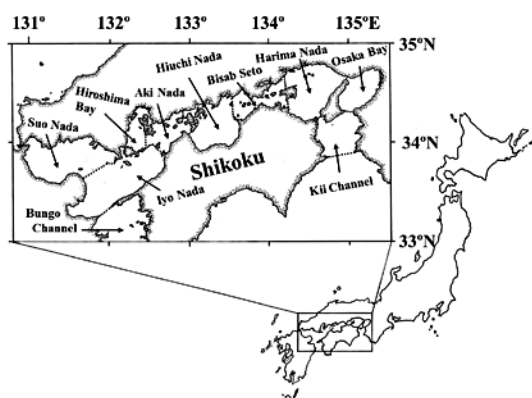 131° 132° 133° 134° 135°E
35°N
34°N
33°N
Hiuchi Nada
Harima Nada
Osaka Bay
Bisab Seto
Hiroshima
Bay
Aki Nada
Suo Nada
Shikoku
Iyo Nada
Kii Channel
Bungo
Channel